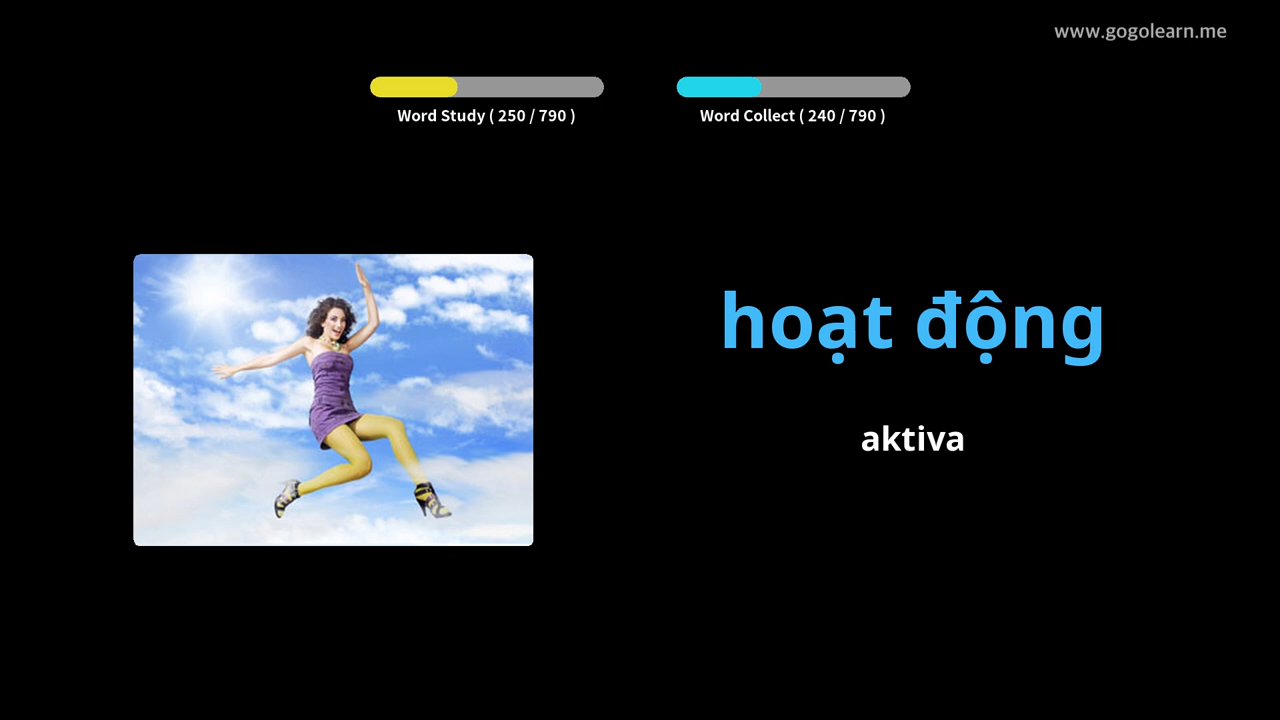 www.gogolearn.me
Word Study ( 250 / 790 )
Word Collect ( 240 / 790 )
hoạt động
aktiva